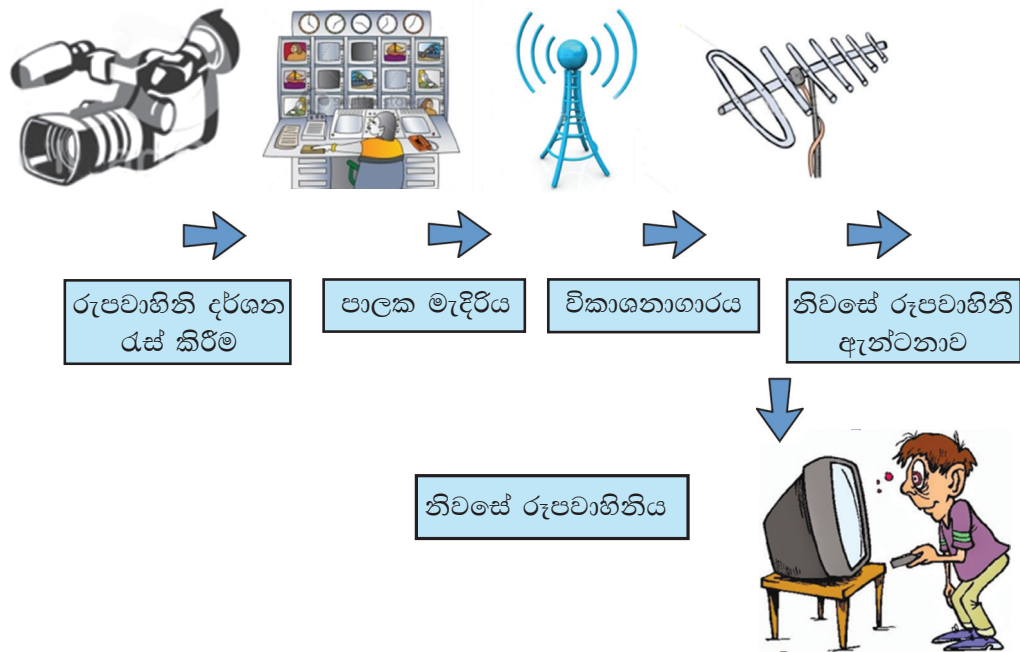 රුපවාහිනි දර්ශන
රැස් කිරීම
පාලක මැදිරිය
විකාශනාගාරය
නිවසේ රූපවාහිනී
ඇන්ටනාව
නිවසේ රූපවාහිනිය